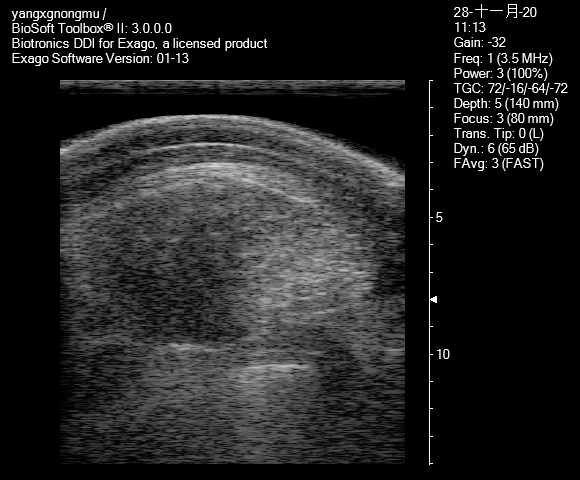 yangxgnongmu /
BioSoft Toolbox® II: 3.0.0.0
Biotronics DDI for Exago, a licensed product
Exago Software Version: 01-13
28-十一月-20
11:13
Gain: -32
Freq: 1 (3.5 MHz)
Power: 3 (100%)
TGC: 72/-16/-64/-72
Depth: 5 (140 mm)
Focus: 3 (80 mm)
Trans. Tip: 0 (L)
Dyn.: 6 (65 dB)
FAvg: 3 (FAST)
5
10